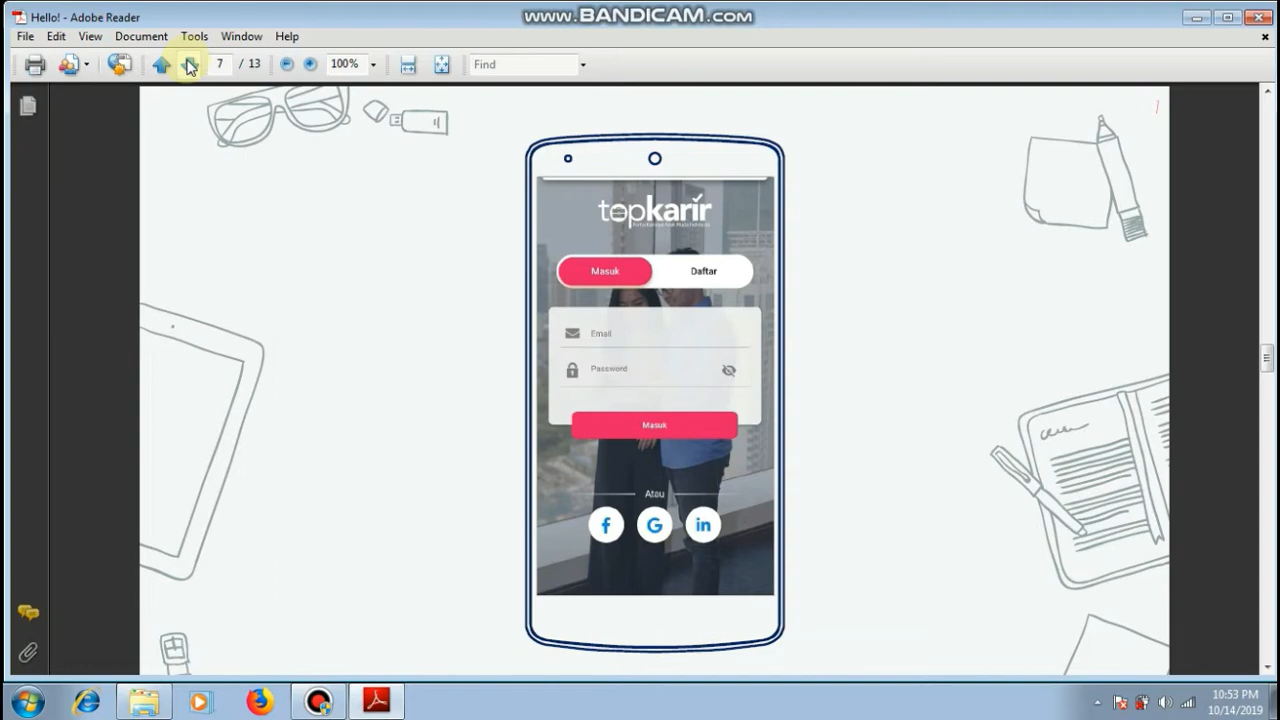 Hello! - Adobe Reader
www.BANDICAM.com
File Edit View Document Tools Window Help
7 / 13 100% Find
topkarir
Masuk Daftar
Email
Password
Masuk
Atau
f G in
10:53 PM
10/14/2019